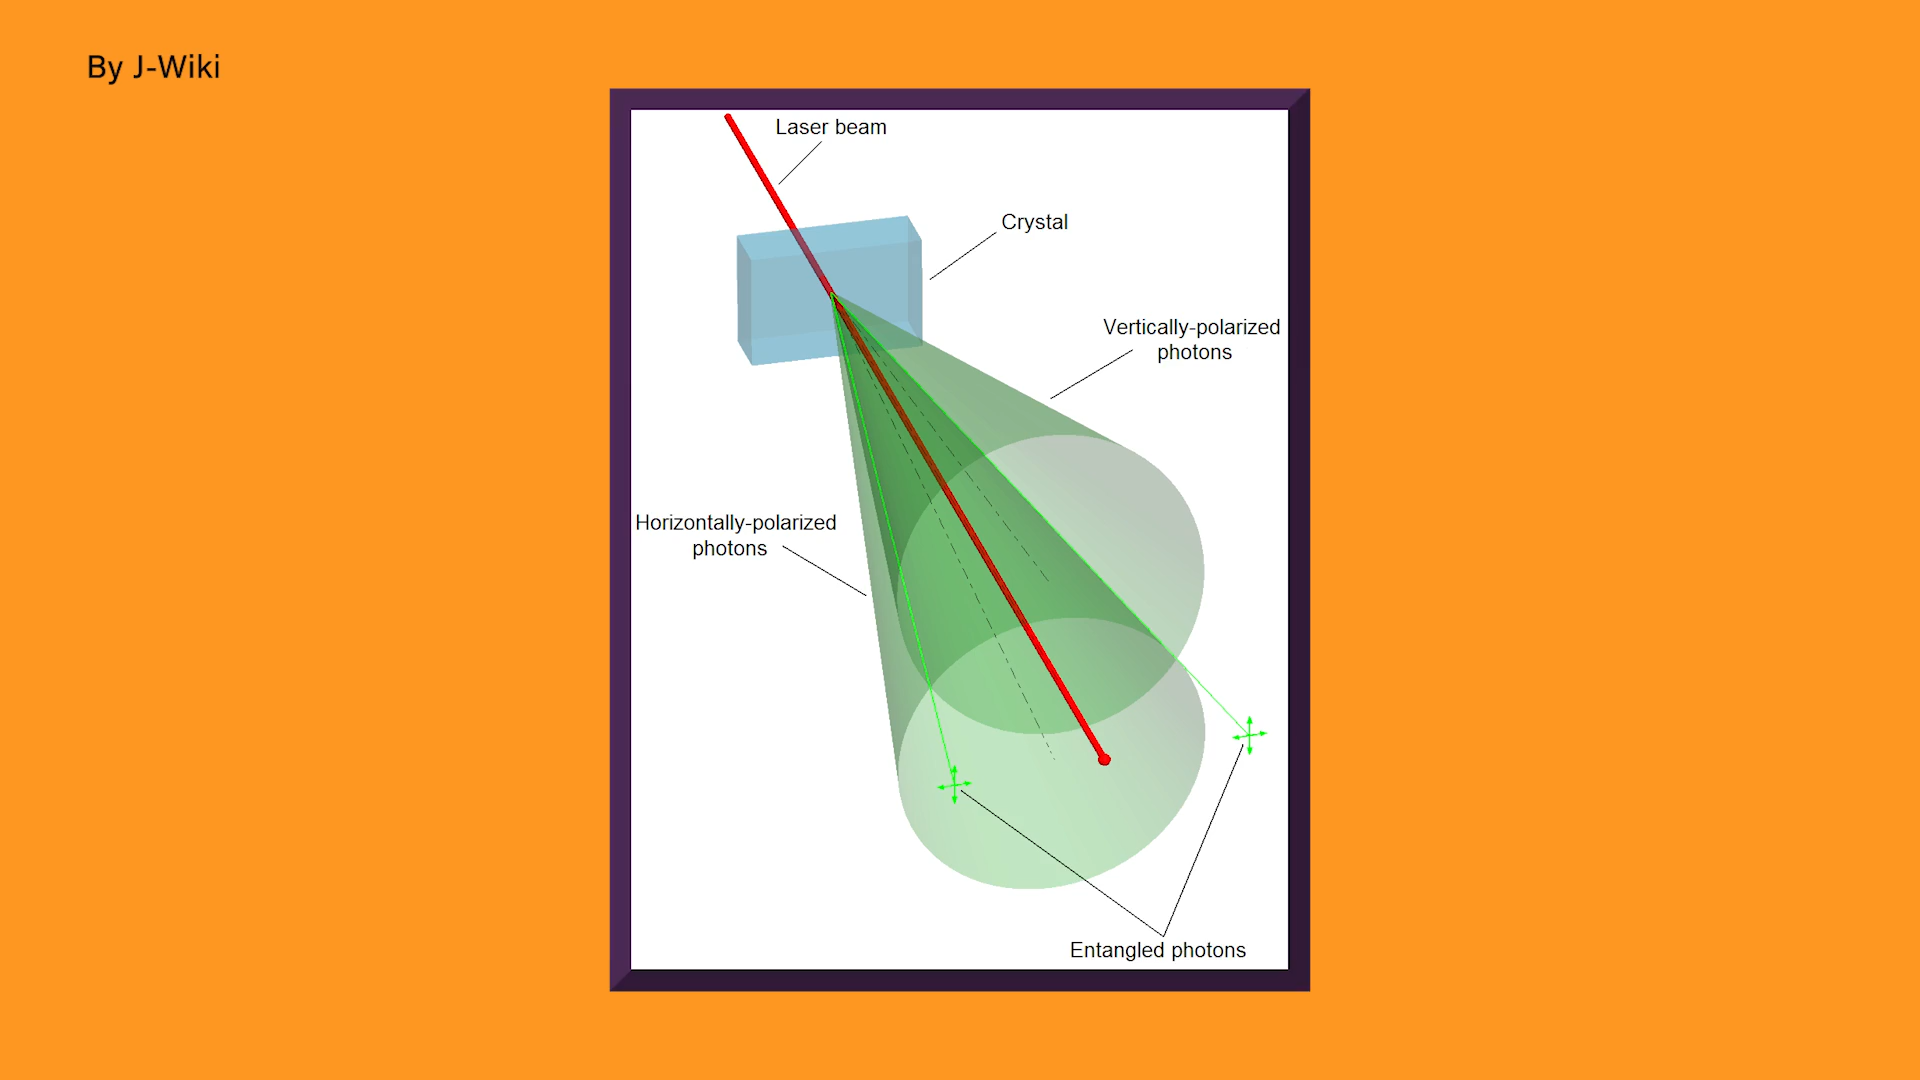 By J-Wiki
Laser beam
Crystal
Vertically-polarized
photons
Horizontally-polarized
photons
Entangled photons